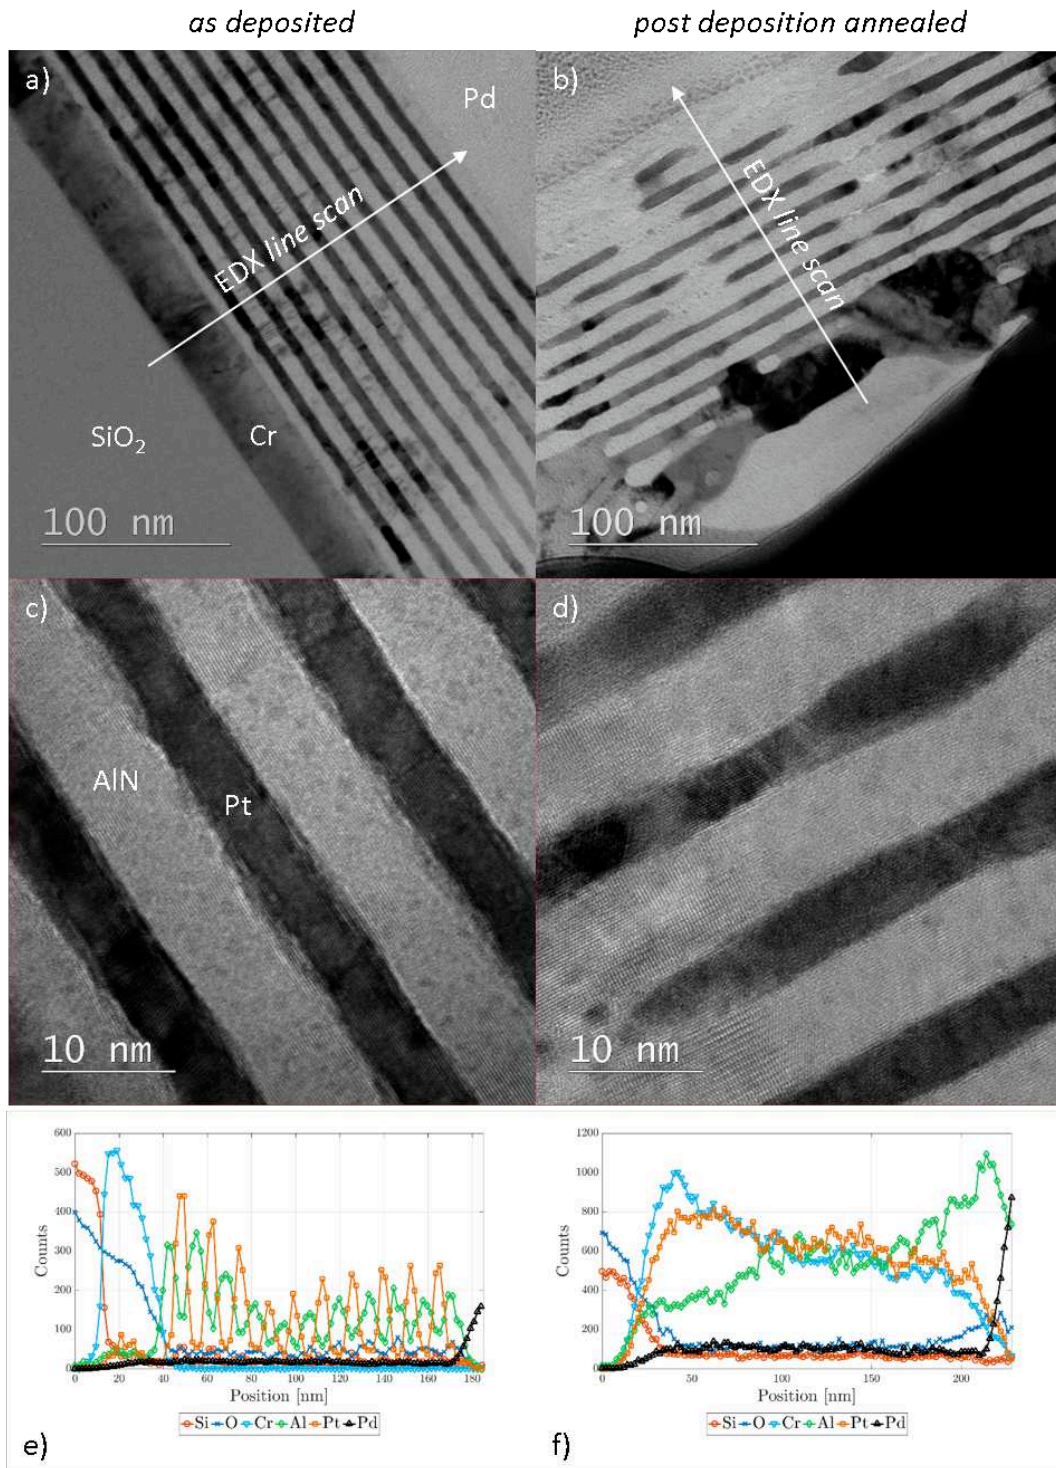 as deposited
post deposition annealed
a)
Pd
EDX line scan
SiO2
Cr
100 nm
b)
EDX line scan
100 nm
c)
AlN
Pt
10 nm
d)
10 nm
600
500
400
300
200
100
0
Counts
0 20 40 60 80 100 120 140 160 180
Position [nm]
Si O Cr Al Pt Pd
e)
1200
1000
800
600
400
200
0
Counts
0 50 100 150 200
Position [nm]
Si O Cr Al Pt Pd
f)